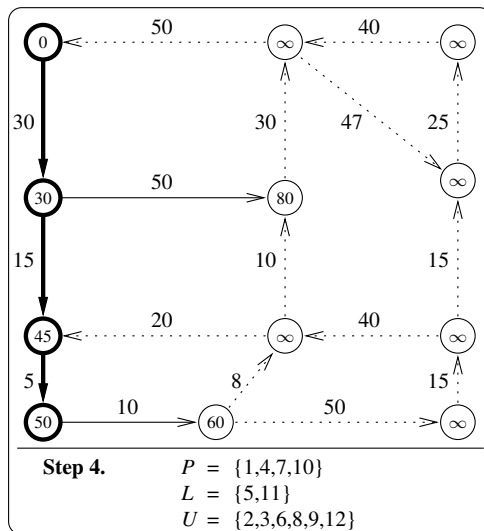 50 40
0 ∞ ∞
30 30 47 25
50 ∞
30 80
15 10 15
20 40
45 ∞ ∞
5 8 15
10 50
50 60 ∞
Step 4. P = {1,4,7,10}
L = {5,11}
U = {2,3,6,8,9,12}